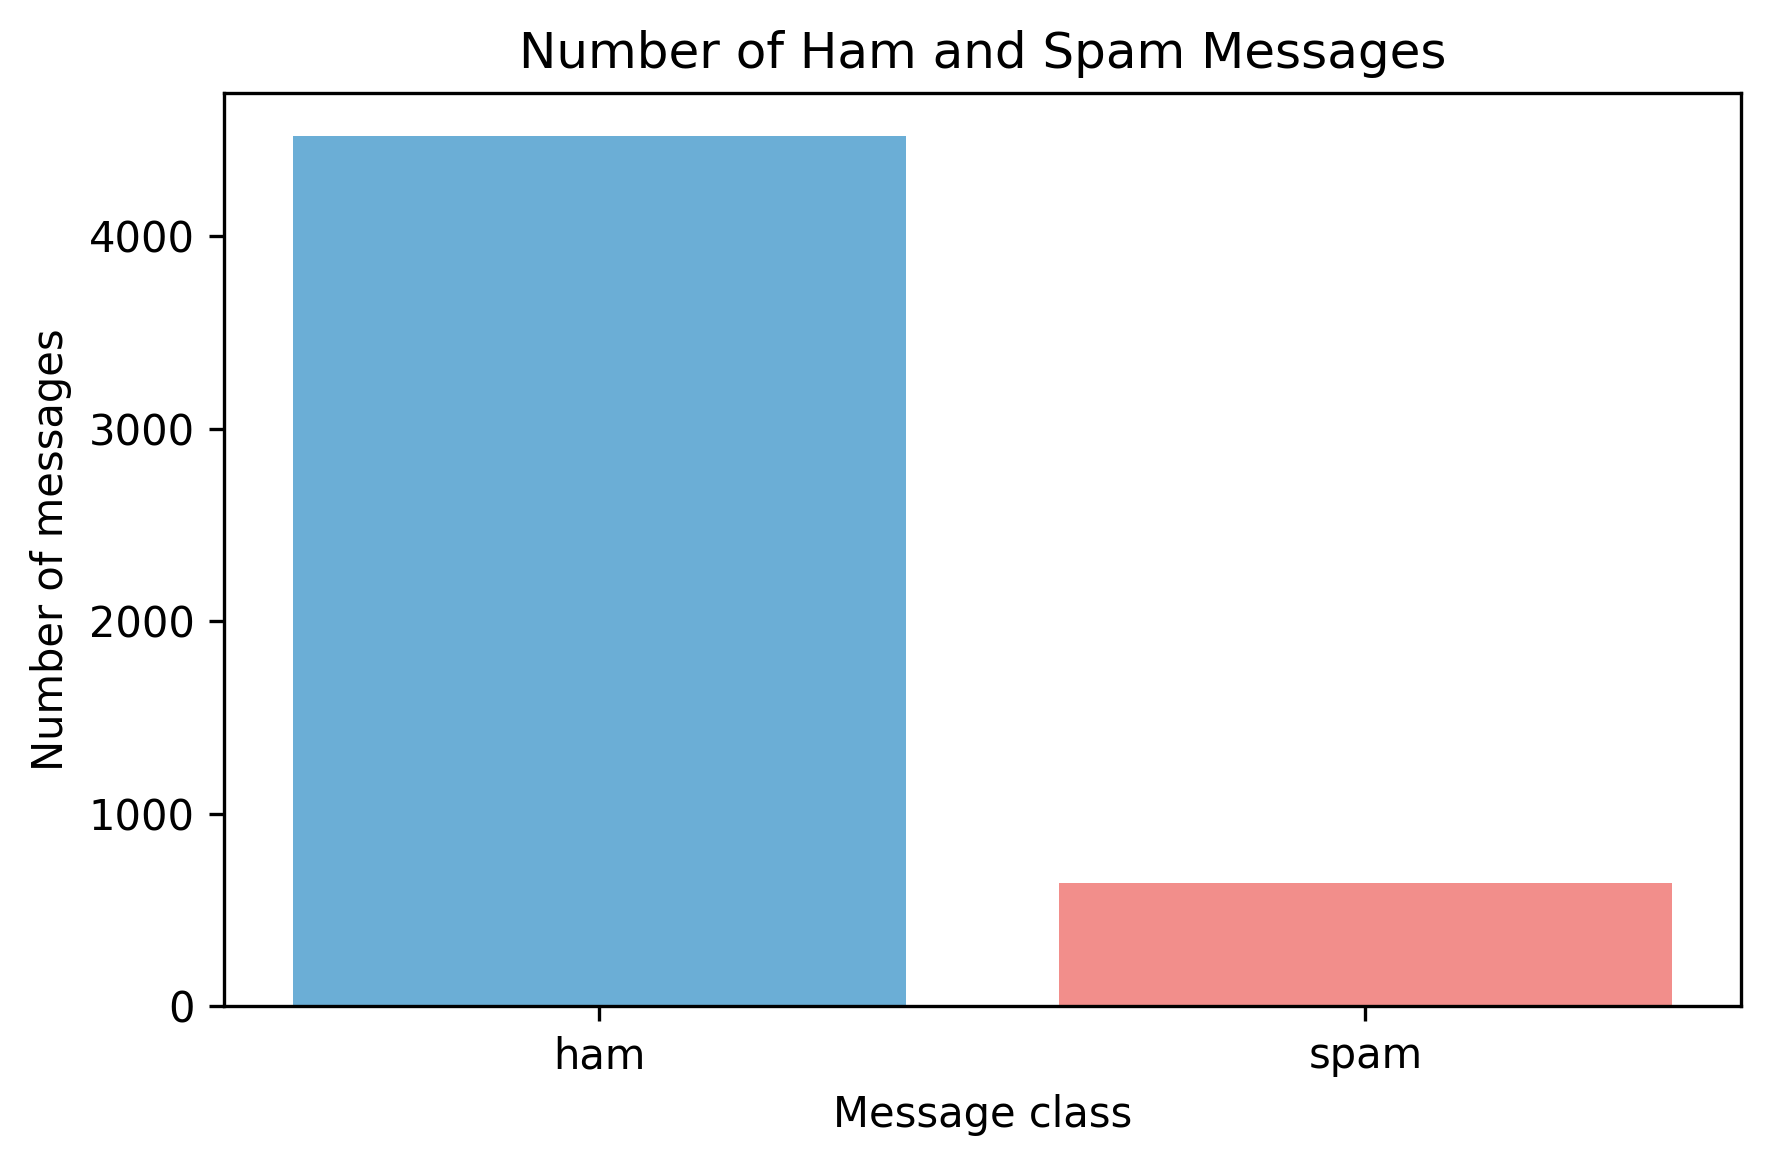 Number of Ham and Spam Messages
Number of messages
4000
3000
2000
1000
0
ham
spam
Message class